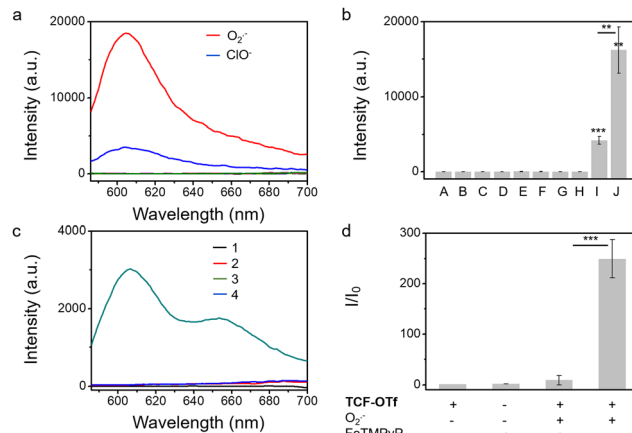 a
Intensity (a.u.)
20000
10000
0
O₂·⁻
ClO⁻
600 620 640 660 680 700
Wavelength (nm)
b
Intensity (a.u.)
20000
10000
0
**
**
***
A B C D E F G H I J
c
Intensity (a.u.)
4000
2000
0
1
2
3
4
600 620 640 660 680 700
Wavelength (nm)
d
I/I₀
300
150
0
***
TCF-OTf + - + +
O₂·⁻ - - + +